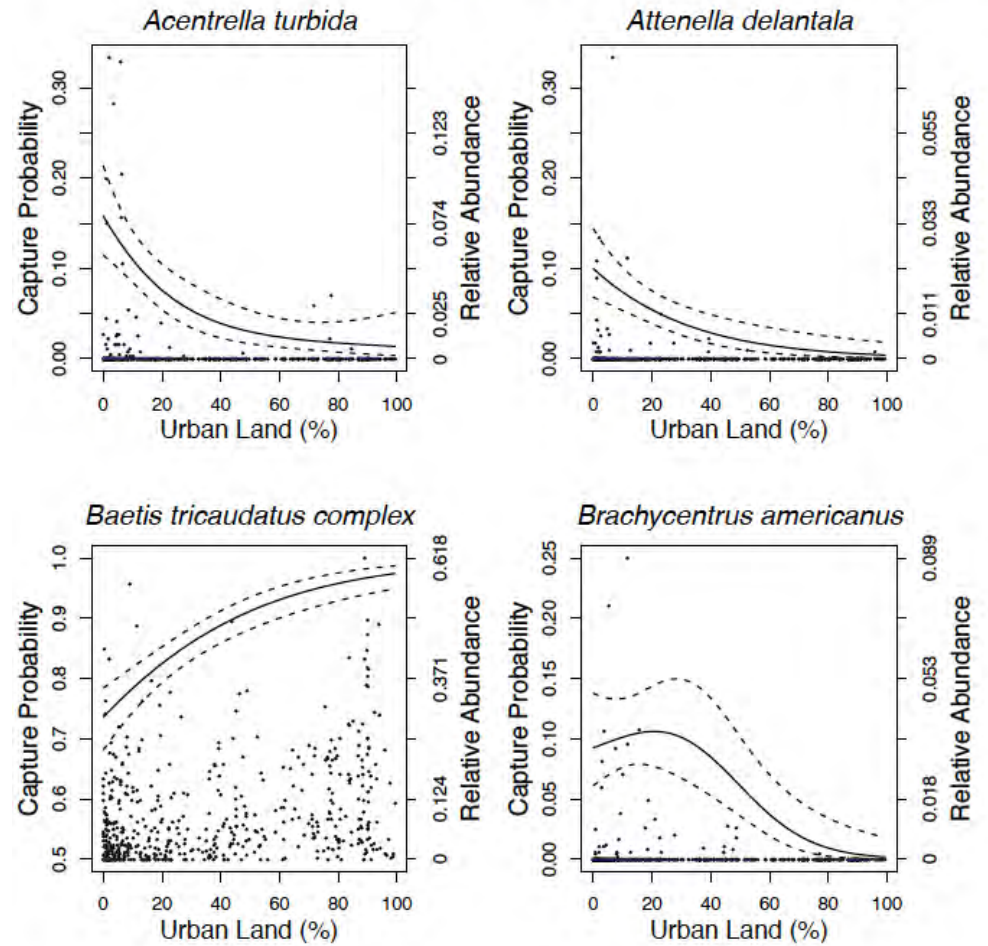 Acentrella turbida
Capture Probability
0.00 0.10 0.20 0.30
0 0.025 0.074 0.123
Relative Abundance
0 20 40 60 80 100
Urban Land (%)
Attenella delantala
Capture Probability
0.00 0.10 0.20 0.30
0 0.011 0.033 0.055
Relative Abundance
0 20 40 60 80 100
Urban Land (%)
Baetis tricaudatus complex
Capture Probability
0.5 0.6 0.7 0.8 0.9 1.0
0 0.124 0.371 0.618
Relative Abundance
0 20 40 60 80 100
Urban Land (%)
Brachycentrus americanus
Capture Probability
0.00 0.05 0.10 0.15 0.25
0 0.018 0.053 0.089
Relative Abundance
0 20 40 60 80 100
Urban Land (%)